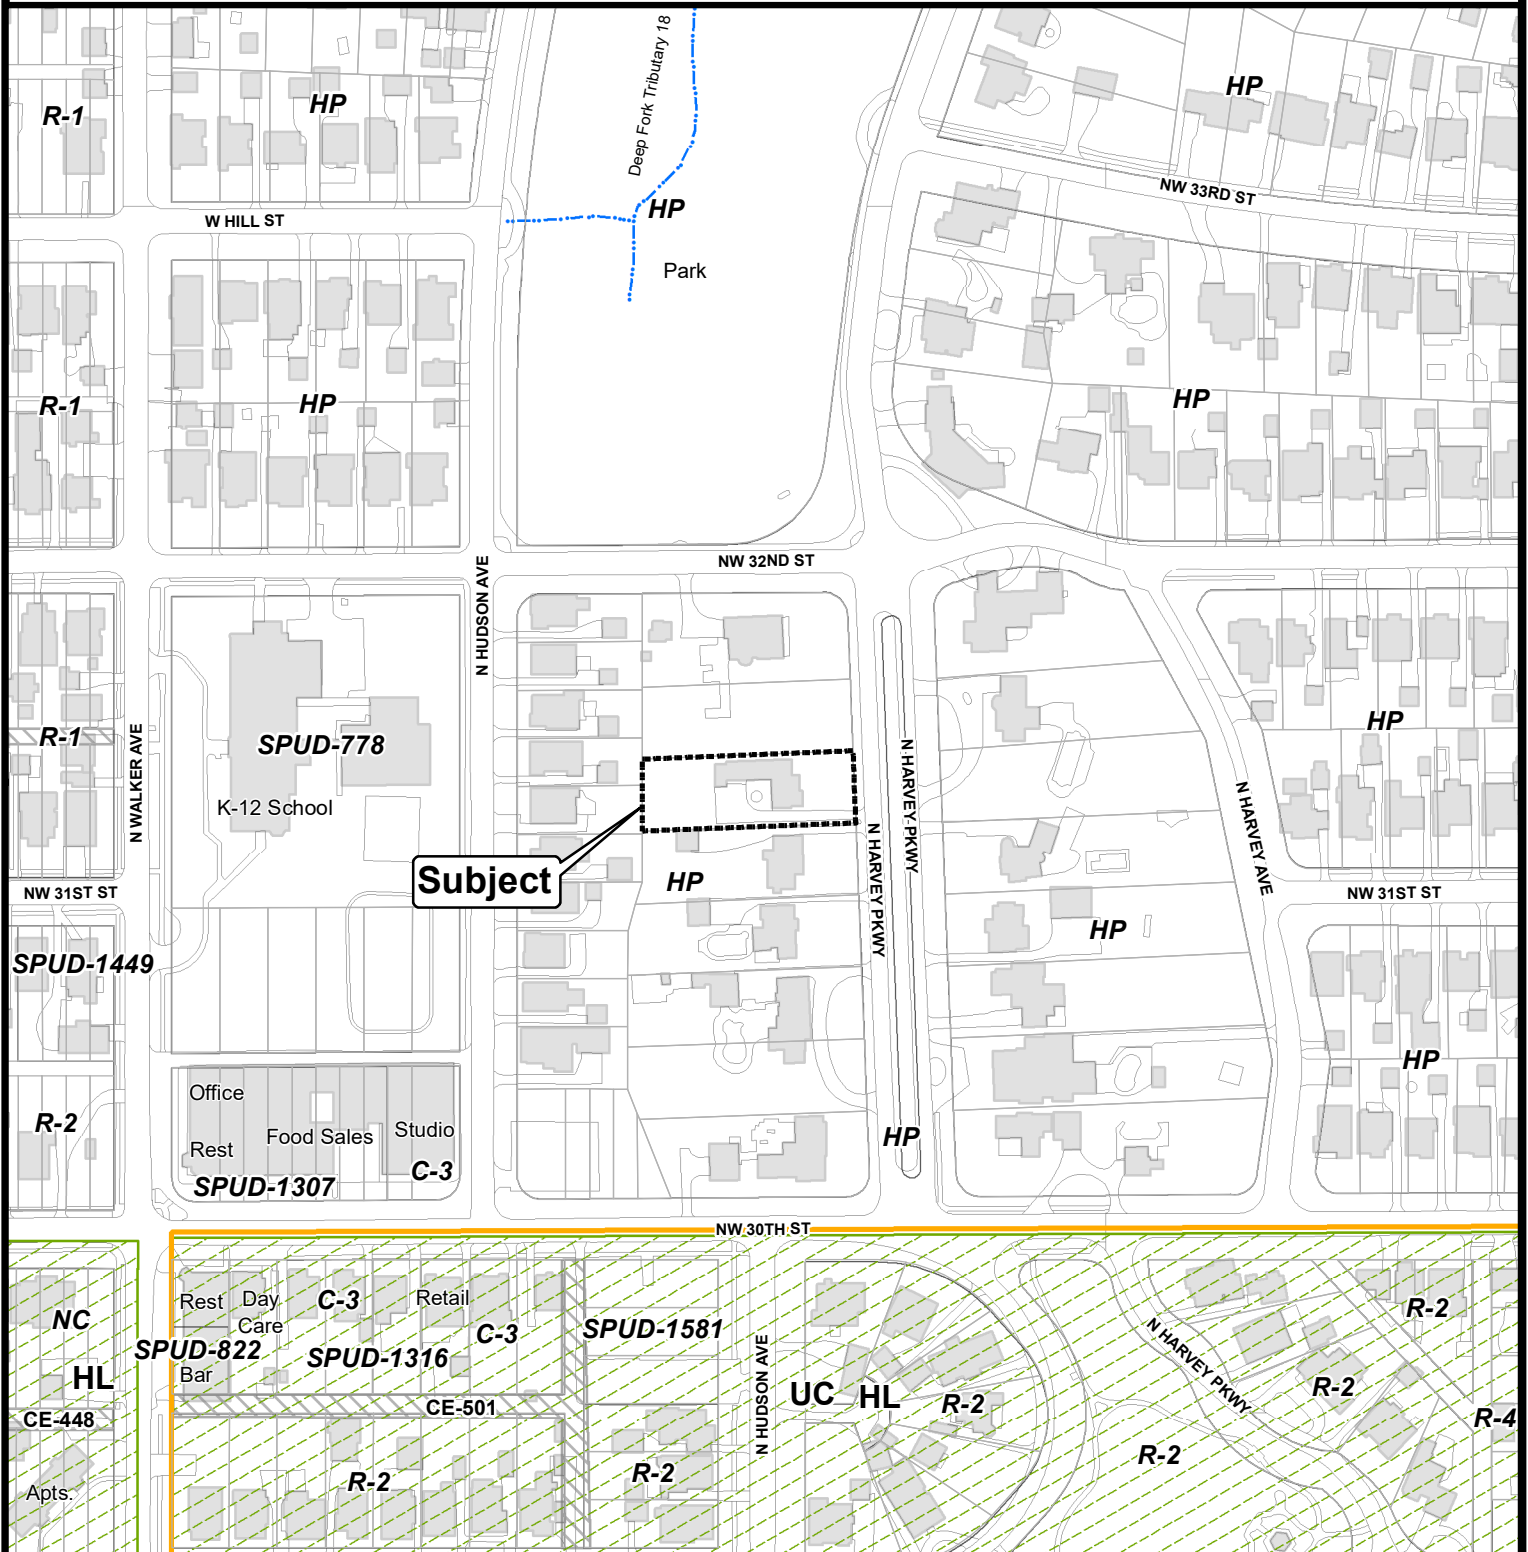 Deep Fork Tributary 18
R-1
HP
HP
HP
W HILL ST
NW 33RD ST
Park
R-1
HP
HP
NW 32ND ST
N HUDSON AVE
N WALKER AVE
R-1
SPUD-778
K-12 School
HP
N HARVEY PKWY
N HARVEY PKWY
N HARVEY AVE
Subject
HP
NW 31ST ST
NW 31ST ST
HP
SPUD-1449
HP
Office
R-2
Rest
Food Sales
Studio
HP
C-3
SPUD-1307
NW 30TH ST
NC
Rest
Day
Care
C-3
Retail
C-3
SPUD-1581
R-2
SPUD-822
SPUD-1316
N HUDSON AVE
N HARVEY PKWY
HL
Bar
UC
HL
R-2
R-2
CE-448
CE-501
R-4
R-2
R-2
R-2
Apts.